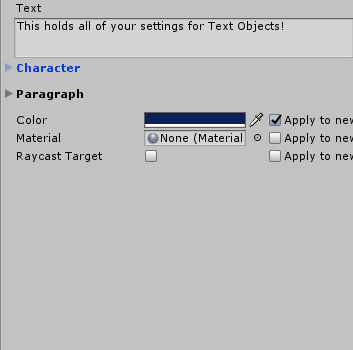 Text
This holds all of your settings for Text Objects!
Character
Paragraph
Color Apply to new
Material None (Material Apply to new
Raycast Target Apply to new